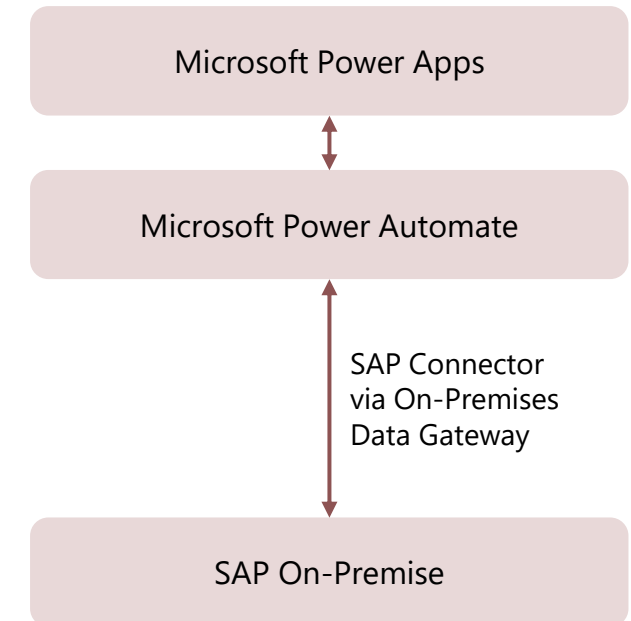 Microsoft Power Apps
Microsoft Power Automate
SAP Connector
via On-Premises
Data Gateway
SAP On-Premise